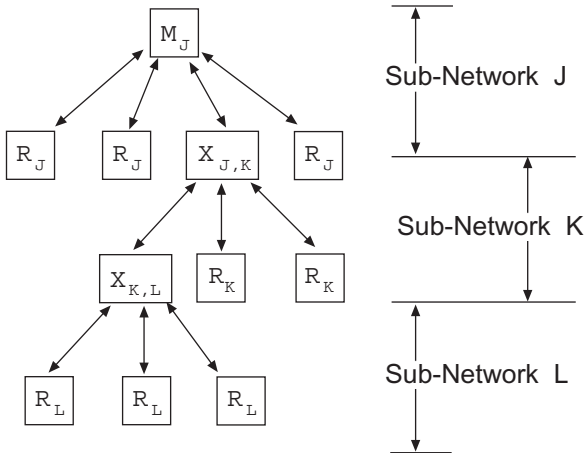 M_J
Sub-Network J
R_J R_J X_J,K R_J
Sub-Network K
X_K,L R_K R_K
Sub-Network L
R_L R_L R_L